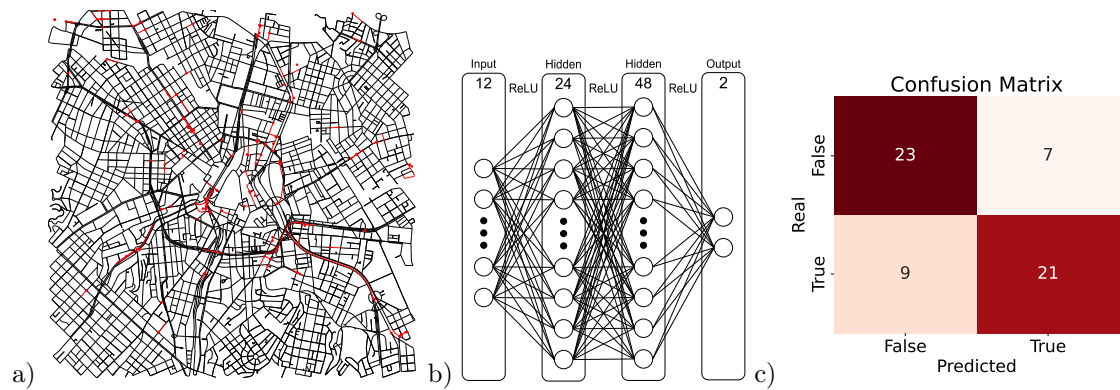 a)
b)
Input
Hidden
Hidden
Output
12
ReLU
24
ReLU
48
ReLU
2
c)
Confusion Matrix
Real
False
23
7
True
9
21
False
True
Predicted